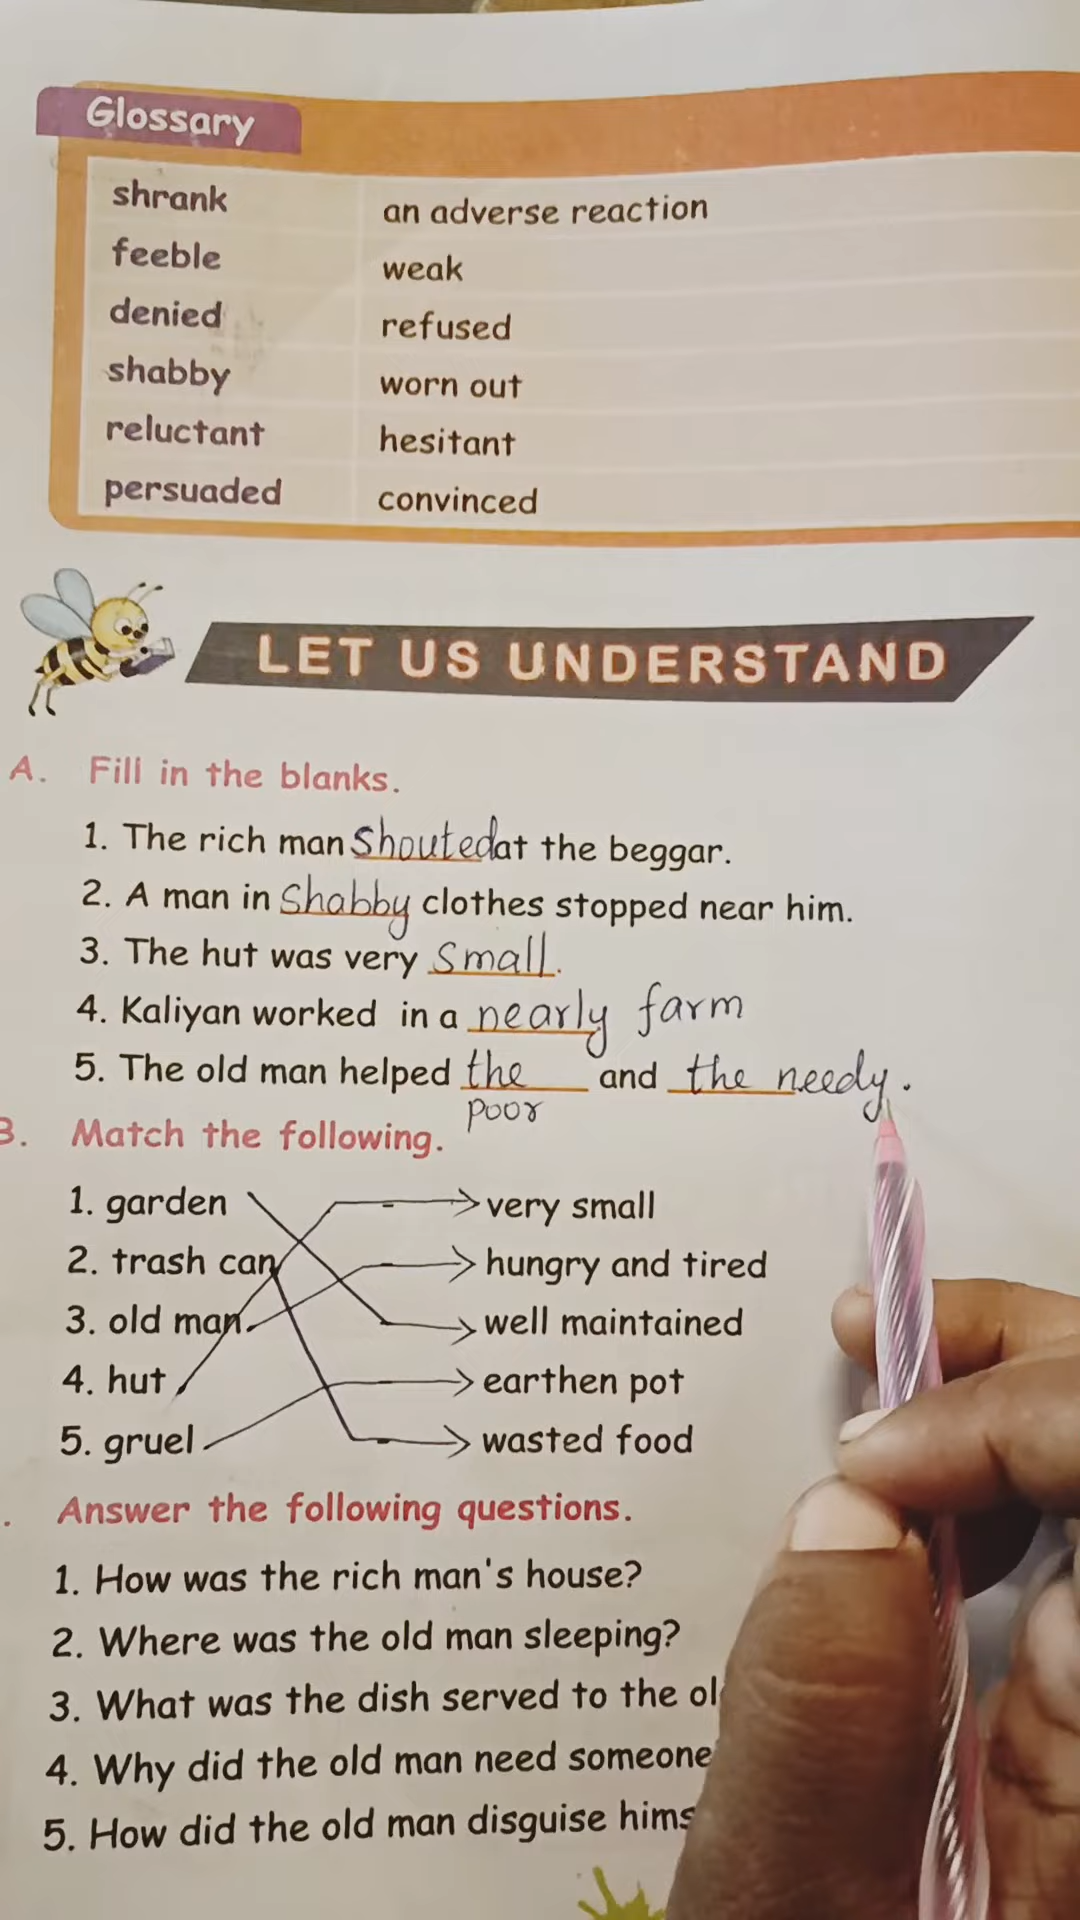 Glossary
shrank an adverse reaction
feeble weak
denied refused
shabby worn out
reluctant hesitant
persuaded convinced
LET US UNDERSTAND
A. Fill in the blanks.
1. The rich man shouted at the beggar.
2. A man in shabby clothes stopped near him.
3. The hut was very small.
4. Kaliyan worked in a nearly farm
5. The old man helped the poor and the needy.
B. Match the following.
1. garden very small
2. trash can hungry and tired
3. old man well maintained
4. hut earthen pot
5. gruel wasted food
Answer the following questions.
1. How was the rich man's house?
2. Where was the old man sleeping?
3. What was the dish served to the
4. Why did the old man need someone
5. How did the old man disguise